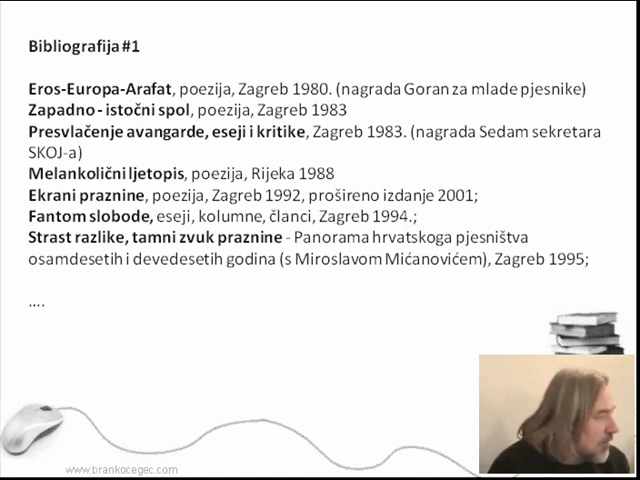 Bibliografija #1
Eros-Europa-Arafat, poezija, Zagreb 1980. (nagrada Goran za mlade pjesnike)
Zapadno - istočni spol, poezija, Zagreb 1983
Presvlačenje avangarde, eseji i kritike, Zagreb 1983. (nagrada Sedam sekretara
SKOJ-a)
Melankolični ljetopis, poezija, Rijeka 1988
Ekrani praznine, poezija, Zagreb 1992, prošireno izdanje 2001;
Fantom slobode, eseji, kolumne, članci, Zagreb 1994.;
Strast razlike, tamni zvuk praznine - Panorama hrvatskoga pjesništva
osamdesetih i devedesetih godina (s Miroslavom Mićanovićem), Zagreb 1995;
....
www.brankocegec.com